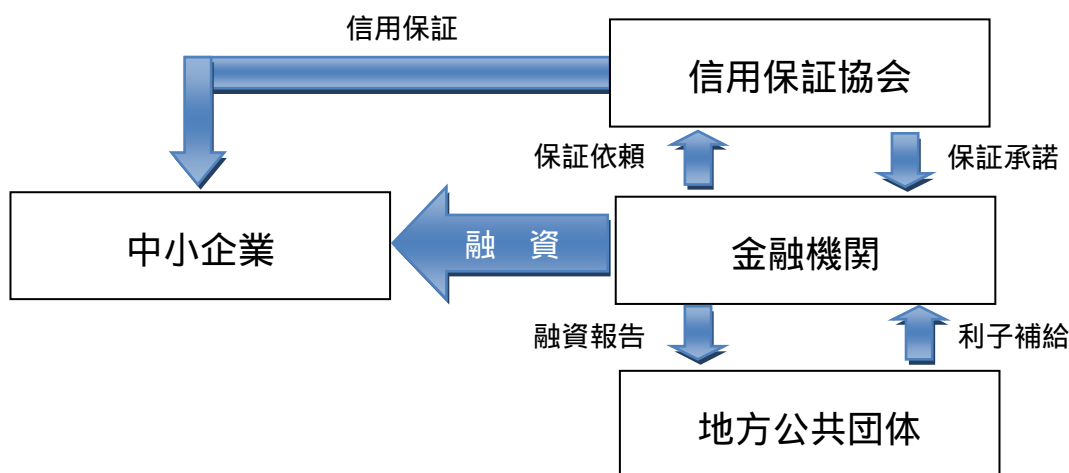 信用保証
信用保証協会
保証依頼
保証承諾
中小企業
融　資
金融機関
融資報告
利子補給
地方公共団体